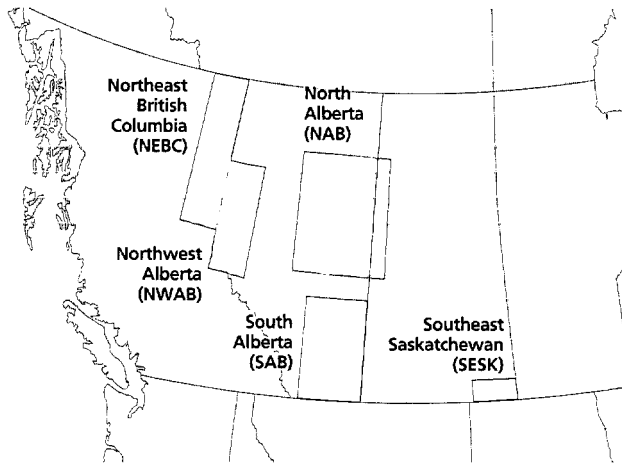 Northeast
British
Columbia
(NEBC)
North
Alberta
(NAB)
Northwest
Alberta
(NWAB)
South
Alberta
(SAB)
Southeast
Saskatchewan
(SESK)